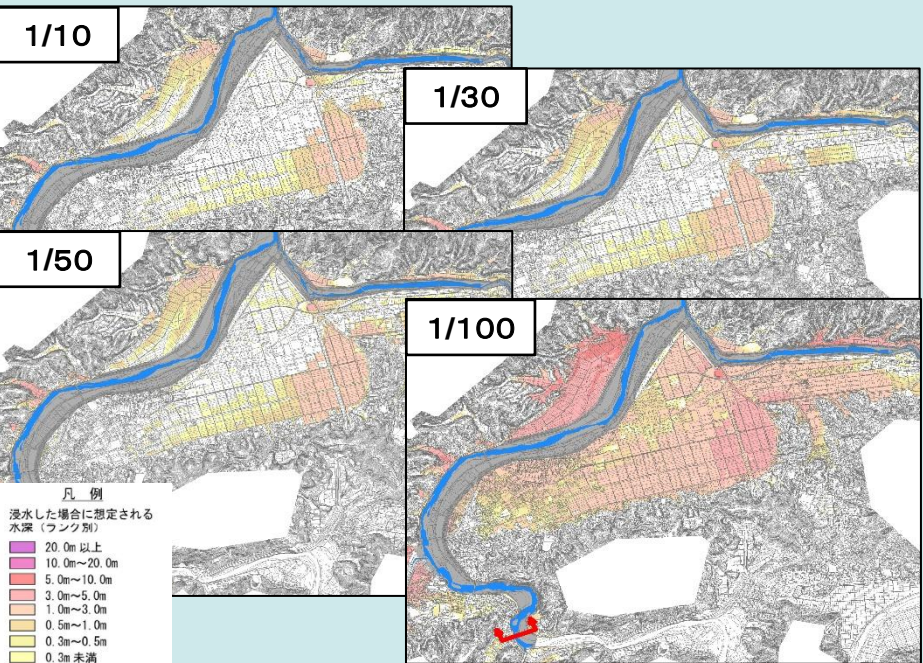 1/10
1/30
1/50
1/100
凡 例
浸水した場合に想定される
水深（ランク別）
20.0m 以上
10.0m～20.0m
5.0m～10.0m
3.0m～5.0m
1.0m～3.0m
0.5m～1.0m
0.3m～0.5m
0.3m 未満